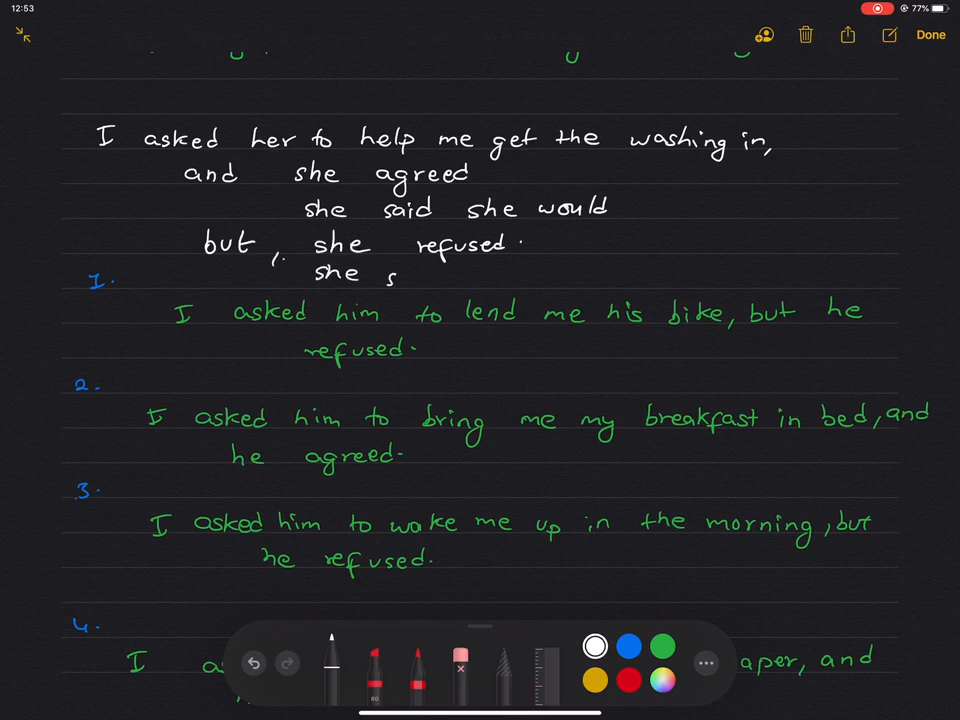 12:53
77%
Done
I asked her to help me get the washing in,
and she agreed
she said she would
but, she refused.
she s
1.
I asked him to lend me his bike, but he
refused.
2.
I asked him to bring me my breakfast in bed, and
he agreed.
3.
I asked him to wake me up in the morning, but
he refused.
4.
I as aper, and
80